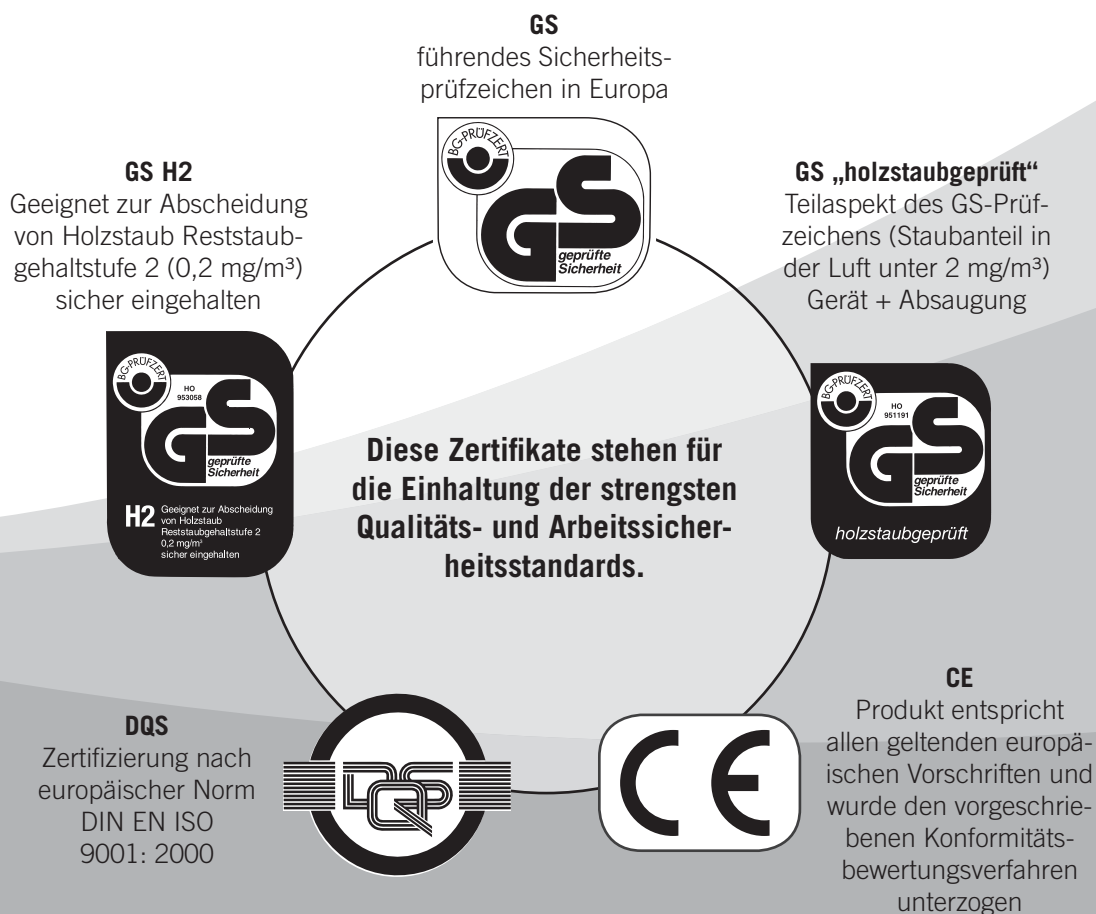 GS
führendes Sicherheits-
prüfzeichen in Europa
BG-PRÜFZERT
GS
geprüfte
Sicherheit
GS H2
Geeignet zur Abscheidung
von Holzstaub Reststaub-
gehaltstufe 2 (0,2 mg/m³)
sicher eingehalten
BG-PRÜFZERT
HO
953058
GS
geprüfte
Sicherheit
H2
Geeignet zur Abscheidung
von Holzstaub
Reststaubgehaltstufe 2
0,2 mg/m³
sicher eingehalten
GS „holzstaubgeprüft“
Teilaspekt des GS-Prüf-
zeichens (Staubanteil in
der Luft unter 2 mg/m³)
Gerät + Absaugung
BG-PRÜFZERT
HO
951191
GS
geprüfte
Sicherheit
holzstaubgeprüft
Diese Zertifikate stehen für
die Einhaltung der strengsten
Qualitäts- und Arbeitssicher-
heitsstandards.
DQS
Zertifizierung nach
europäischer Norm
DIN EN ISO
9001: 2000
DQS
CE
CE
Produkt entspricht
allen geltenden europä-
ischen Vorschriften und
wurde den vorgeschrie-
benen Konformitäts-
bewertungsverfahren
unterzogen